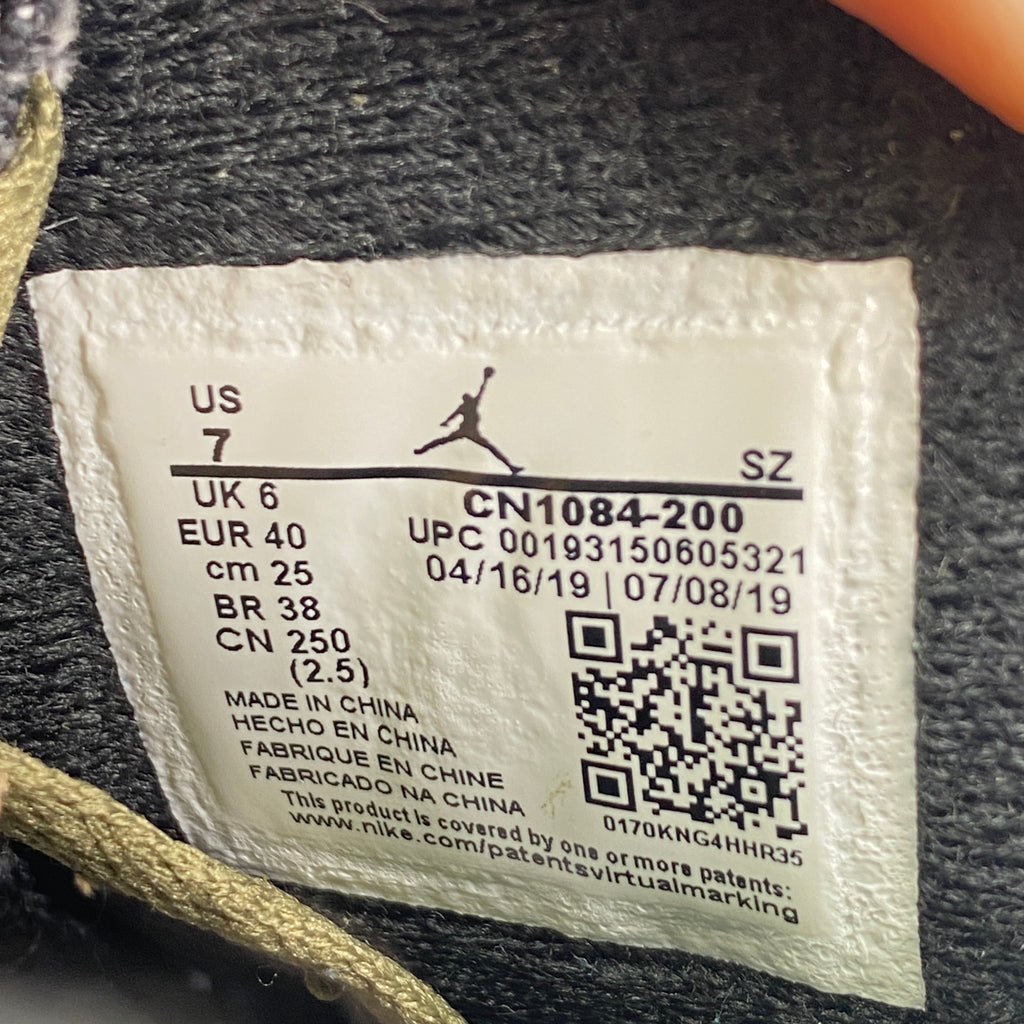 US
7
SZ
UK 6
EUR 40
cm 25
BR 38
CN 250
(2.5)
CN1084-200
UPC 00193150605321
04/16/19 | 07/08/19
MADE IN CHINA
HECHO EN CHINA
FABRIQUE EN CHINE
FABRICADO NA CHINA
0170KNG4HHR35
This product is covered by one or more patents:
www.nike.com/patentsvirtualmarking